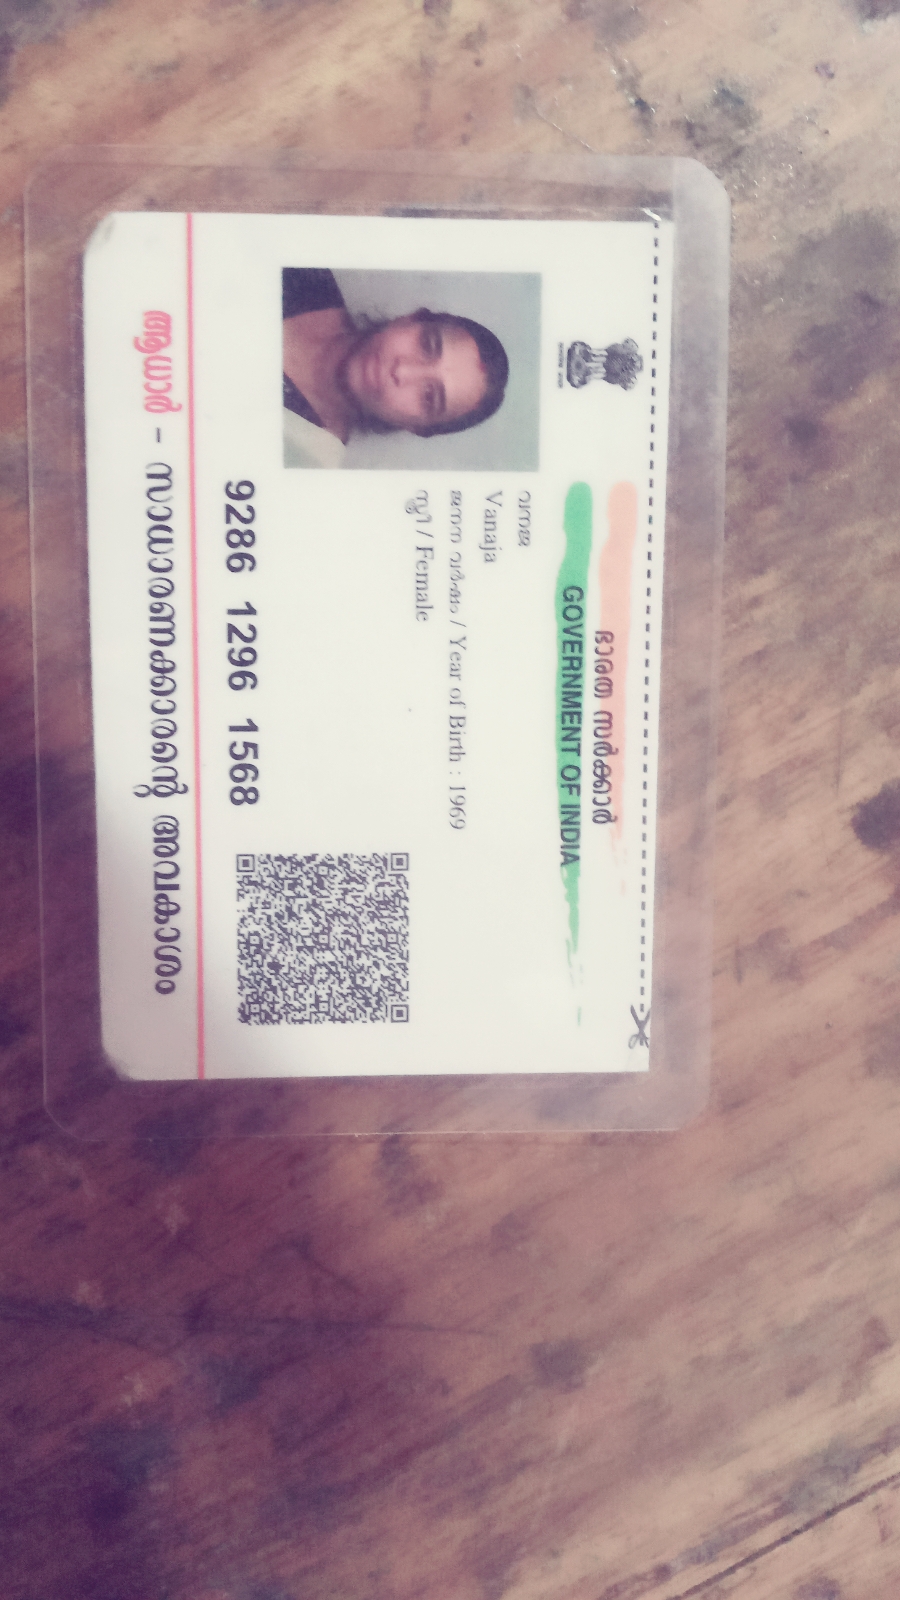 ഭാരത സർക്കാർ
GOVERNMENT OF INDIA
വനജ
Vanaja
ജനന വർഷം / Year of Birth : 1969
സ്ത്രീ / Female
9286 1296 1568
ആധാർ - സാധാരണക്കാരന്റെ അവകാശം